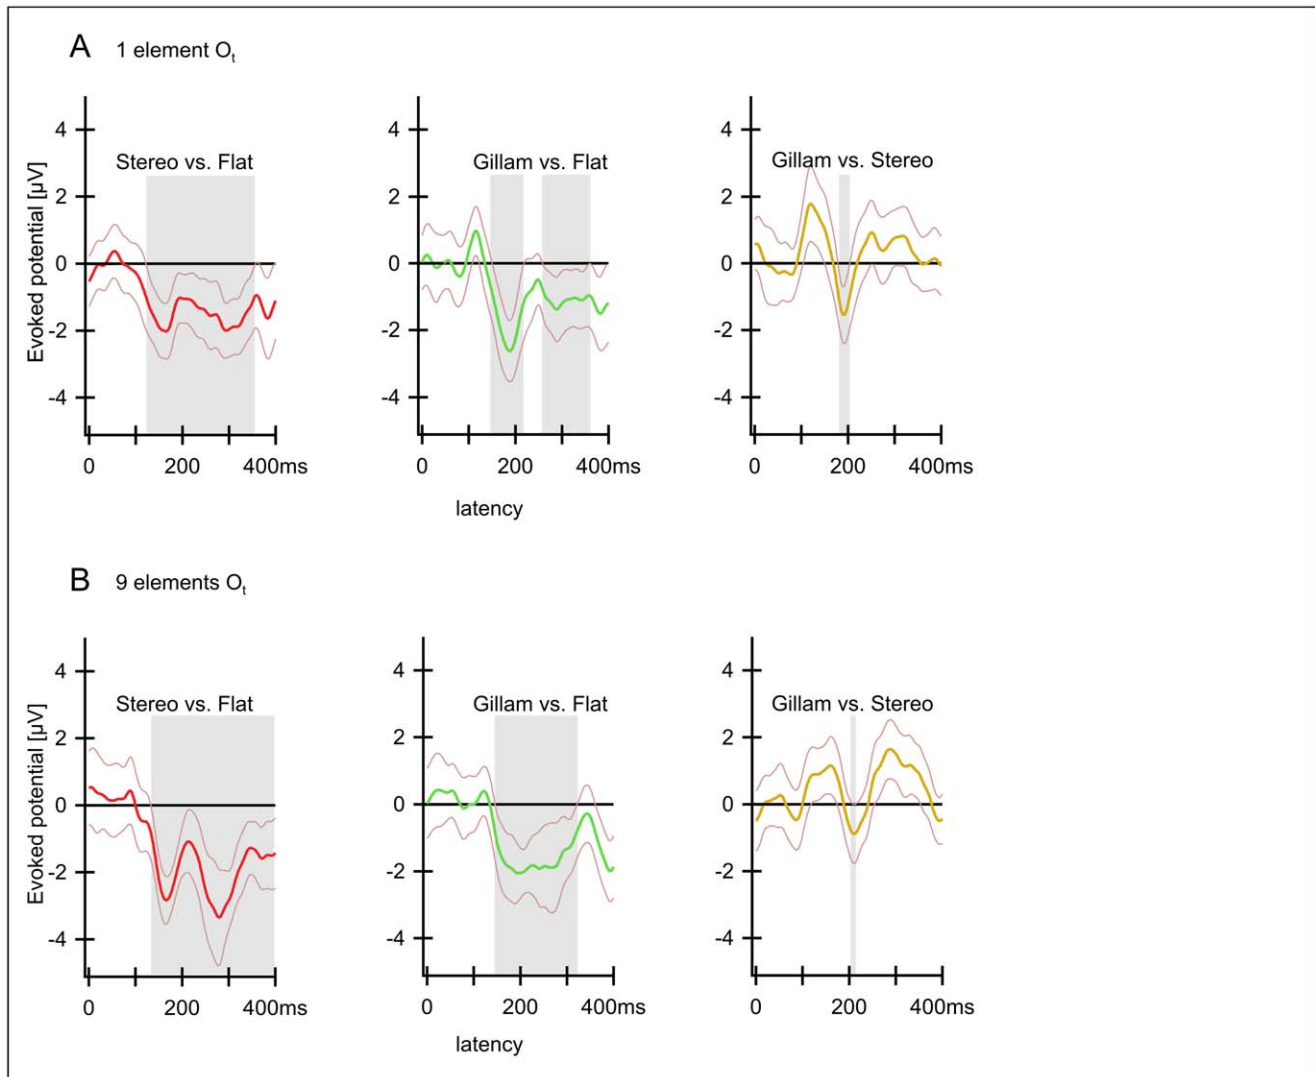 A 1 element Ot
Stereo vs. Flat
Gillam vs. Flat
Gillam vs. Stereo
Evoked potential [µV]
4
2
0
-2
-4
4
2
0
-2
-4
4
2
0
-2
-4
0 200 400ms
0 200 400ms
0 200 400ms
latency
B 9 elements Ot
Stereo vs. Flat
Gillam vs. Flat
Gillam vs. Stereo
Evoked potential [µV]
4
2
0
-2
-4
4
2
0
-2
-4
4
2
0
-2
-4
0 200 400ms
0 200 400ms
0 200 400ms
latency